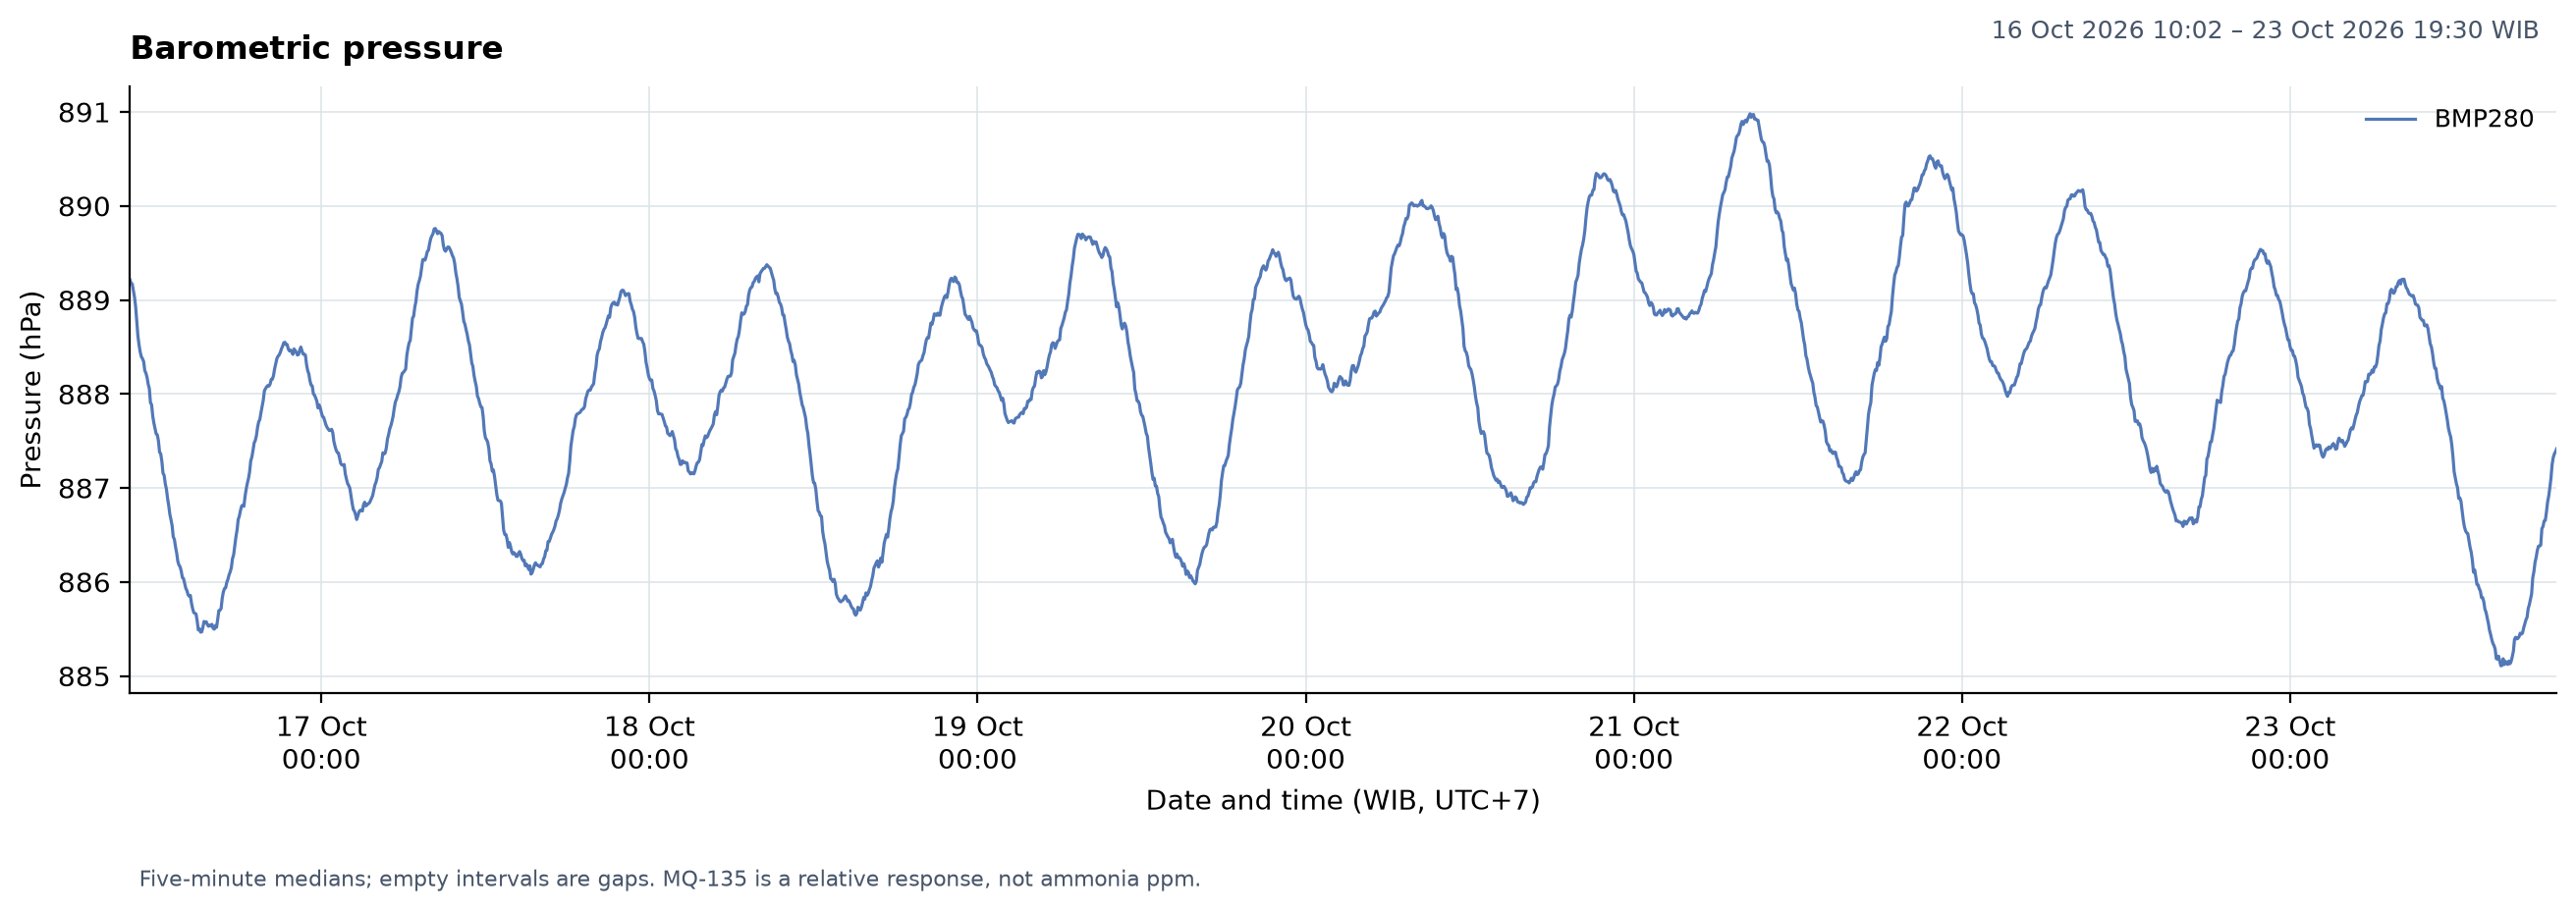 16 Oct 2026 10:02 – 23 Oct 2026 19:30 WIB
Barometric pressure
BMP280
Pressure (hPa)
891
890
889
888
887
886
885
17 Oct
00:00
18 Oct
00:00
19 Oct
00:00
20 Oct
00:00
21 Oct
00:00
22 Oct
00:00
23 Oct
00:00
Date and time (WIB, UTC+7)
Five-minute medians; empty intervals are gaps. MQ-135 is a relative response, not ammonia ppm.